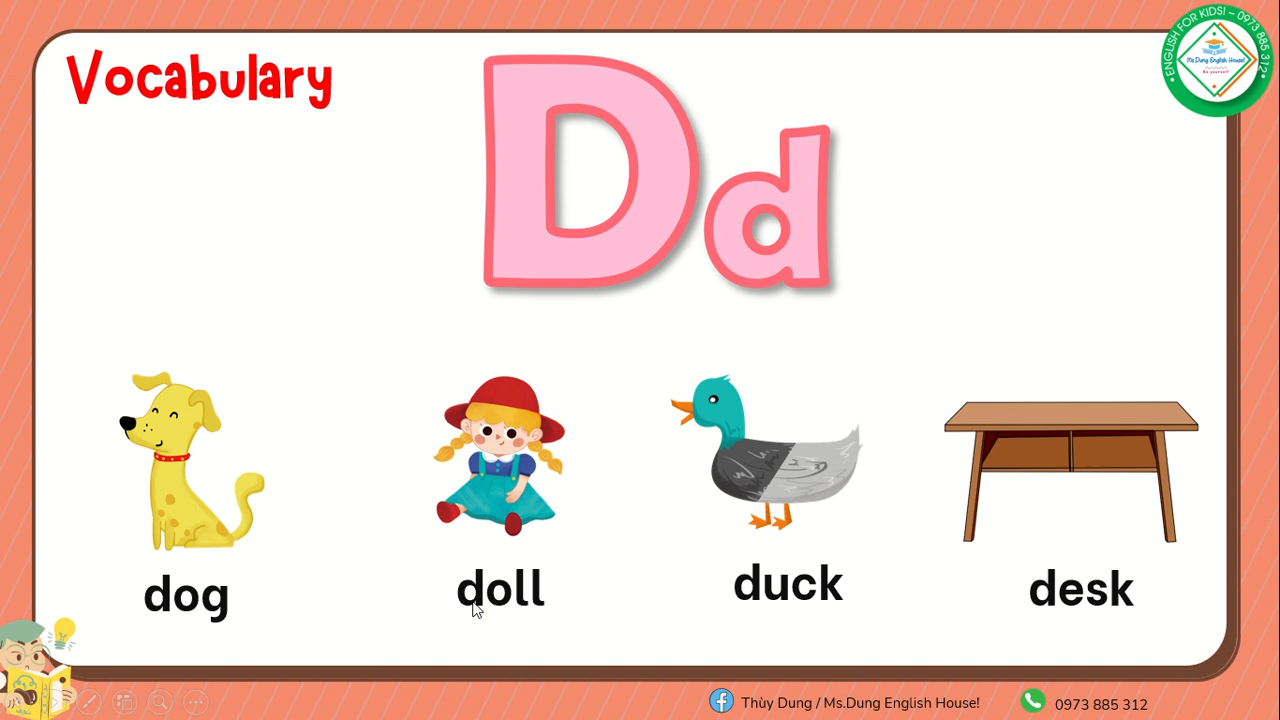 Vocabulary
Dd
dog
doll
duck
desk
ENGLISH FOR KIDS! – 0973 885 312
Ms.Dung English House!
Be yourself!
Thùy Dung / Ms.Dung English House!
0973 885 312